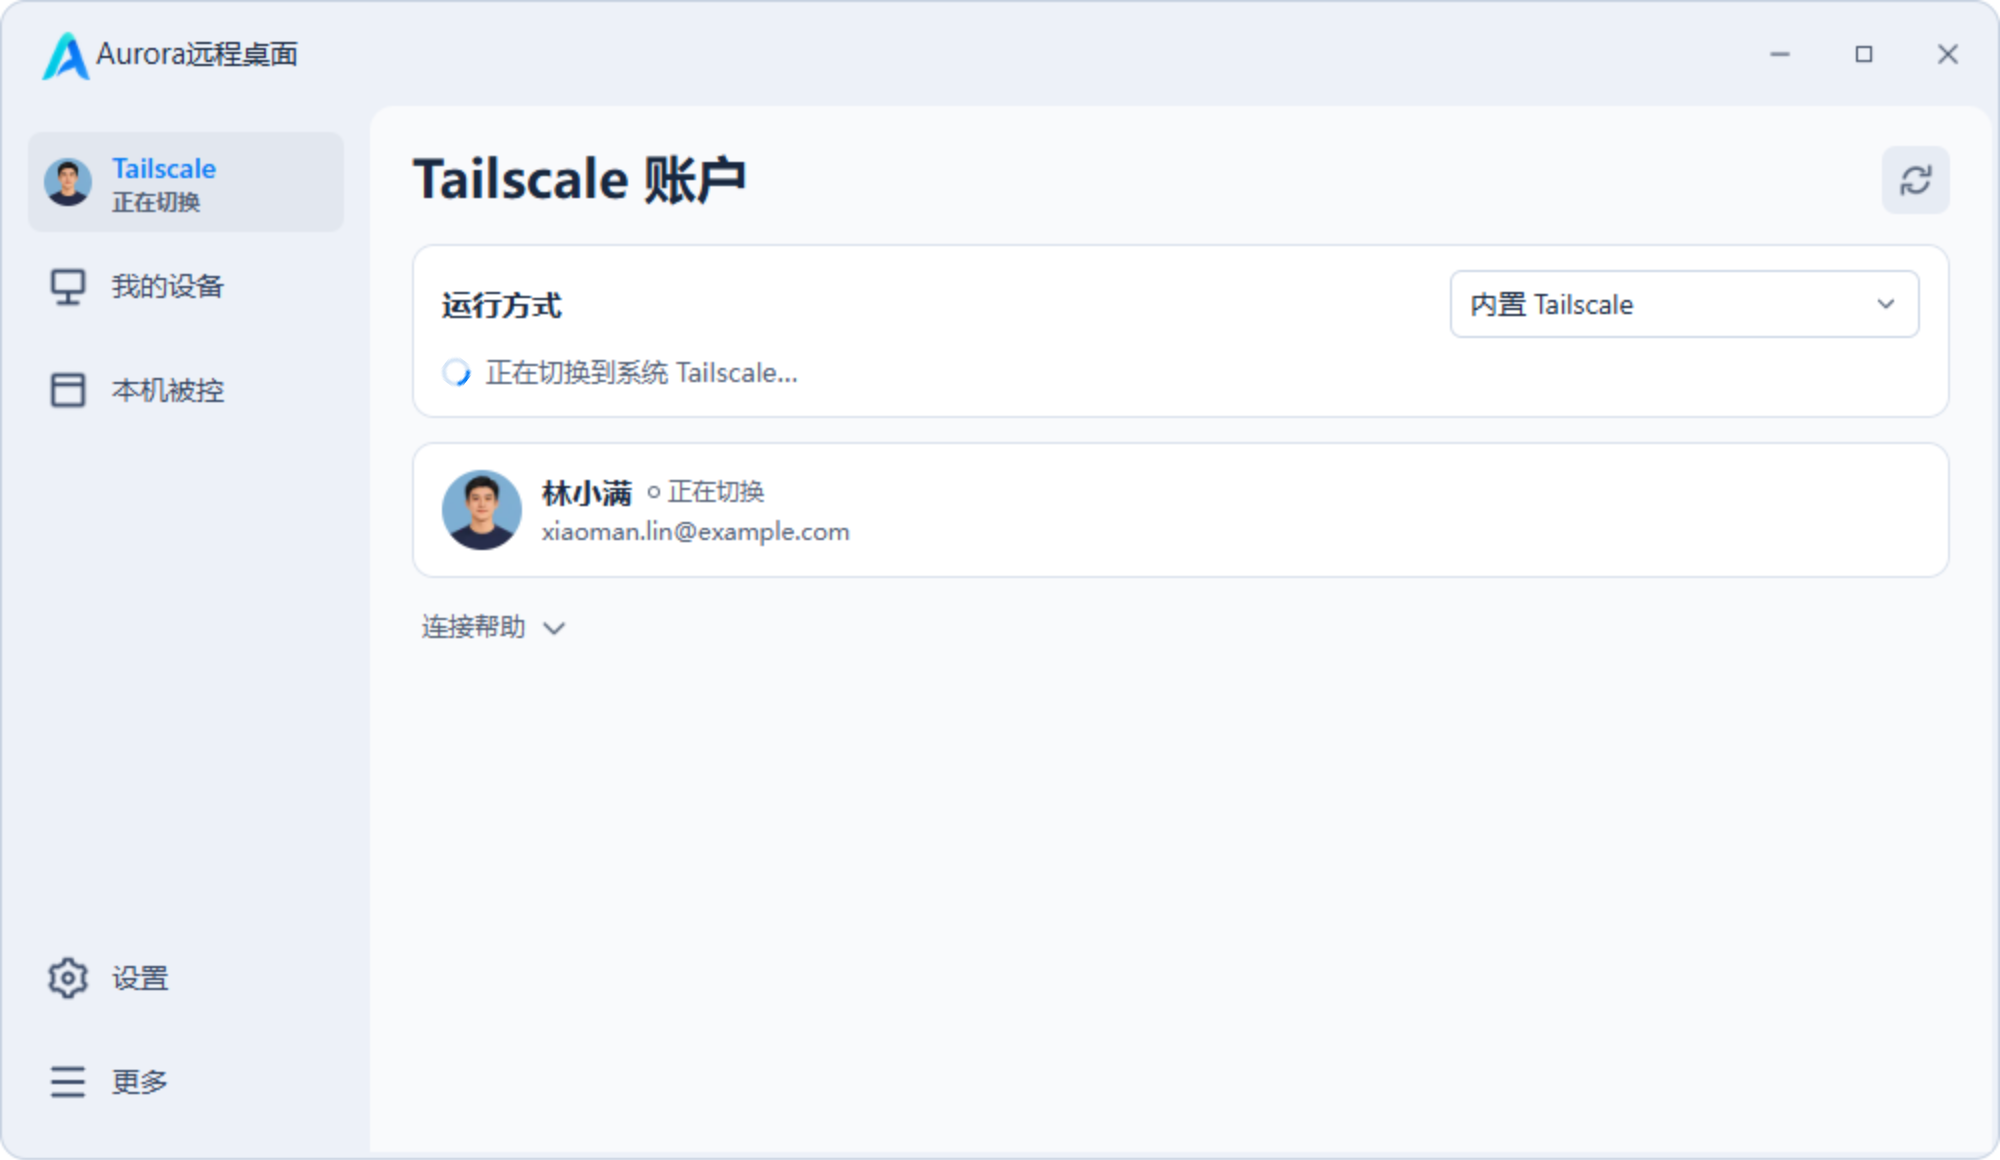 Aurora远程桌面
Tailscale
正在切换
我的设备
本机被控
设置
更多
Tailscale 账户
运行方式
内置 Tailscale
正在切换到系统 Tailscale...
林小满 正在切换
xiaoman.lin@example.com
连接帮助